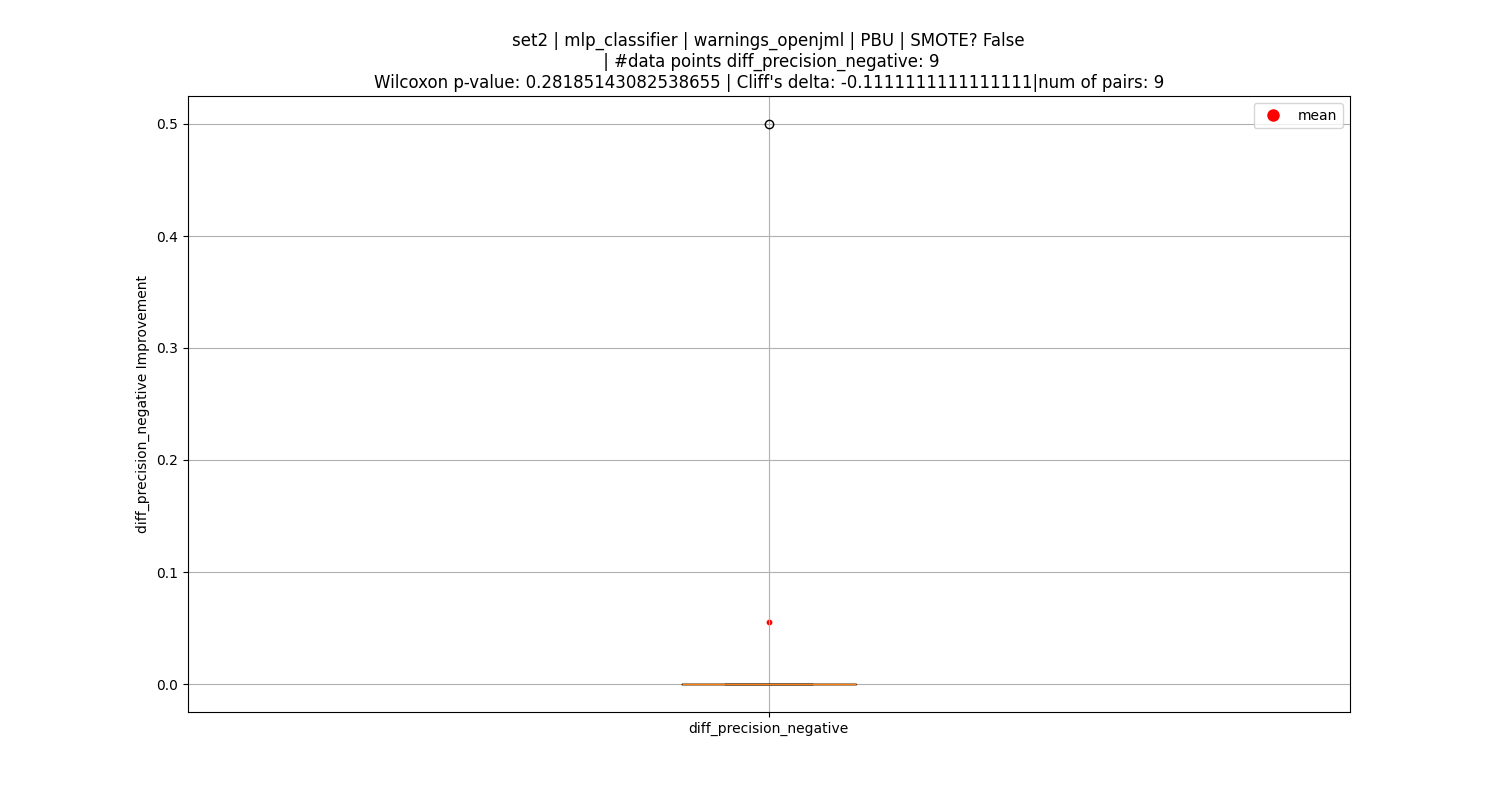 set2 | mlp_classifier | warnings_openjml | PBU | SMOTE? False
| #data points diff_precision_negative: 9
Wilcoxon p-value: 0.28185143082538655 | Cliff's delta: -0.1111111111111111|num of pairs: 9
mean
0.5
0.4
0.3
0.2
0.1
0.0
diff_precision_negative Improvement
diff_precision_negative